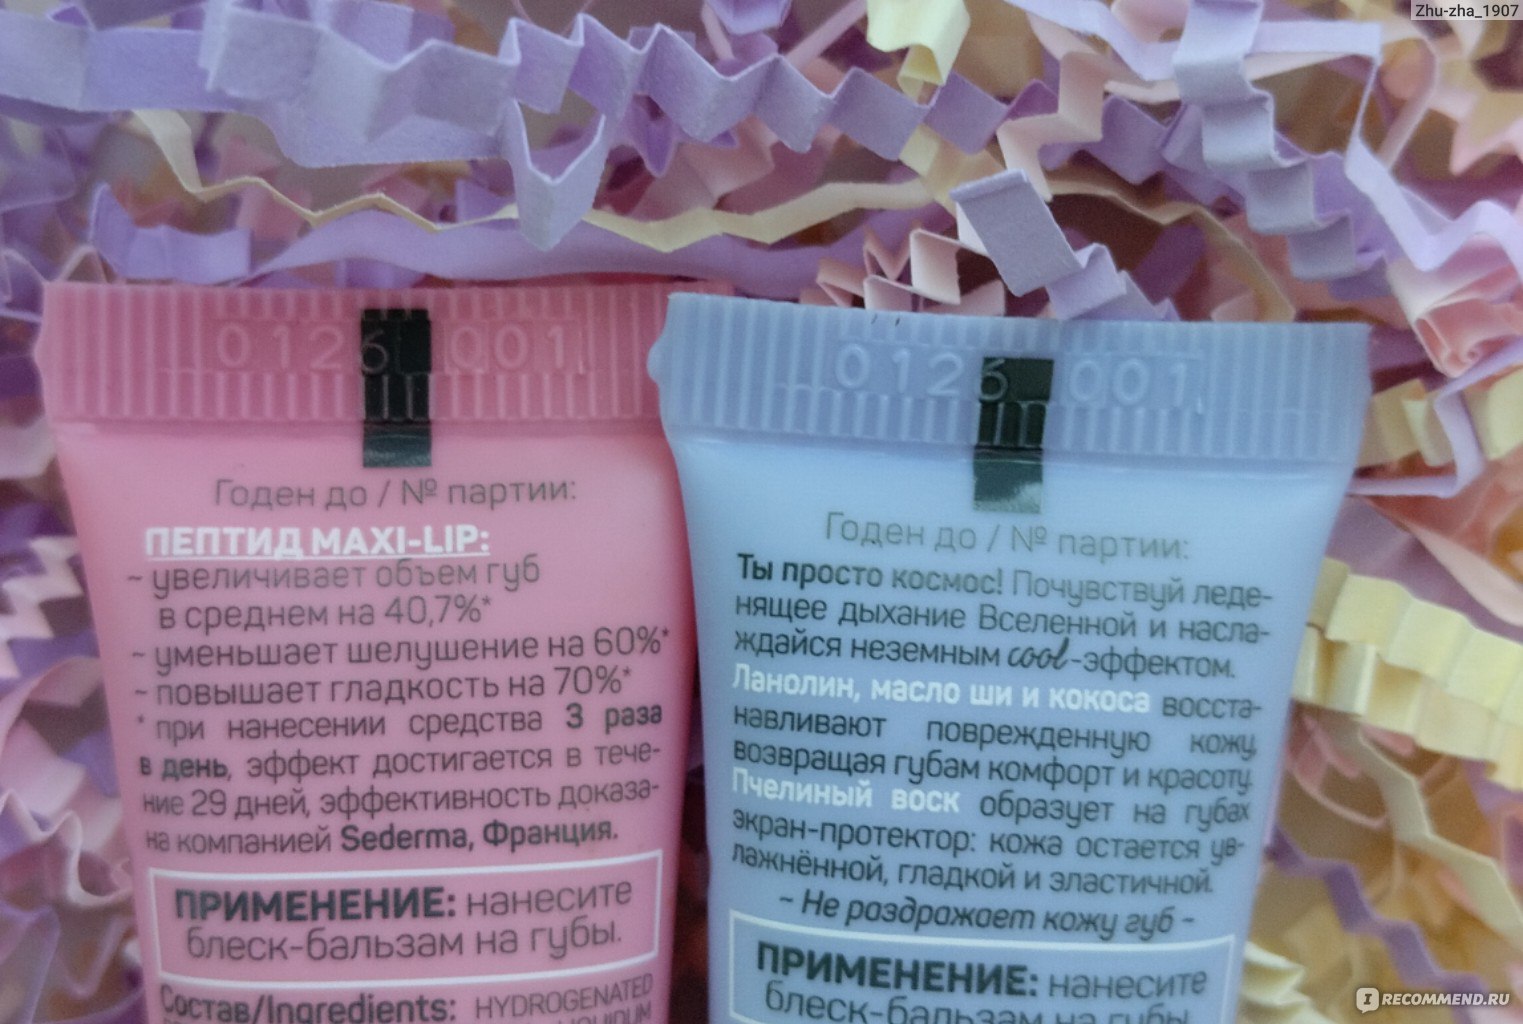 Zhu-zha_1907
0126 001
Годен до / № партии:
ПЕПТИД MAXI-LIP:
~ увеличивает объем губ
в среднем на 40,7%*
~ уменьшает шелушение на 60%*
~ повышает гладкость на 70%*
* при нанесении средства 3 раза
в день, эффект достигается в тече-
ние 29 дней, эффективность доказа-
на компанией Sederma, Франция.
ПРИМЕНЕНИЕ: нанесите
блеск-бальзам на губы.
Состав/Ingredients: HYDROGENATED
0126 001
Годен до / № партии:
Ты просто космос! Почувствуй леде-
нящее дыхание Вселенной и насла-
ждайся неземным cool-эффектом.
Ланолин, масло ши и кокоса восста-
навливают поврежденную кожу,
возвращая губам комфорт и красоту.
Пчелиный воск образует на губах
экран-протектор: кожа остается ув-
лажнённой, гладкой и эластичной.
~ Не раздражает кожу губ ~
ПРИМЕНЕНИЕ: нанесите
блеск-бальзам на губы.
IRECOMMEND.RU